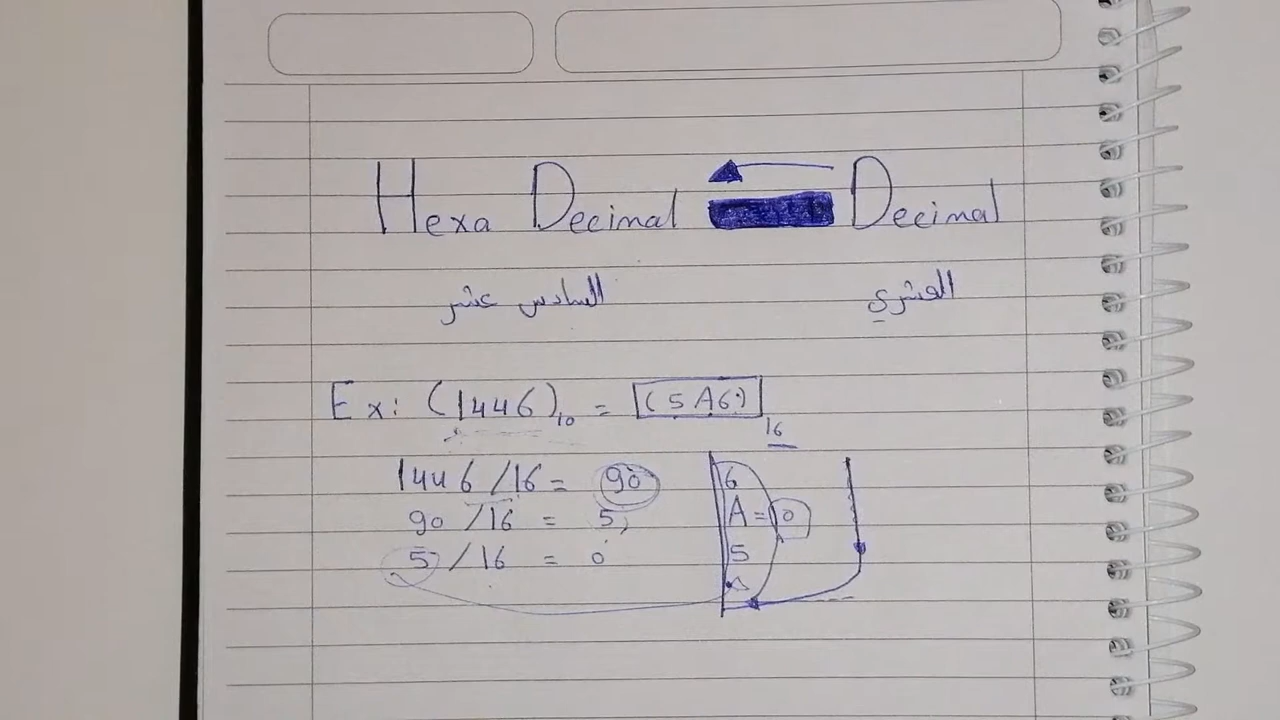 Hexa Decimal Decimal
السادس عشر العشري
Ex: (1446)10 = (5A6)16
1446/16 = 90 6
90/16 = 5 A=10
5/16 = 0 5